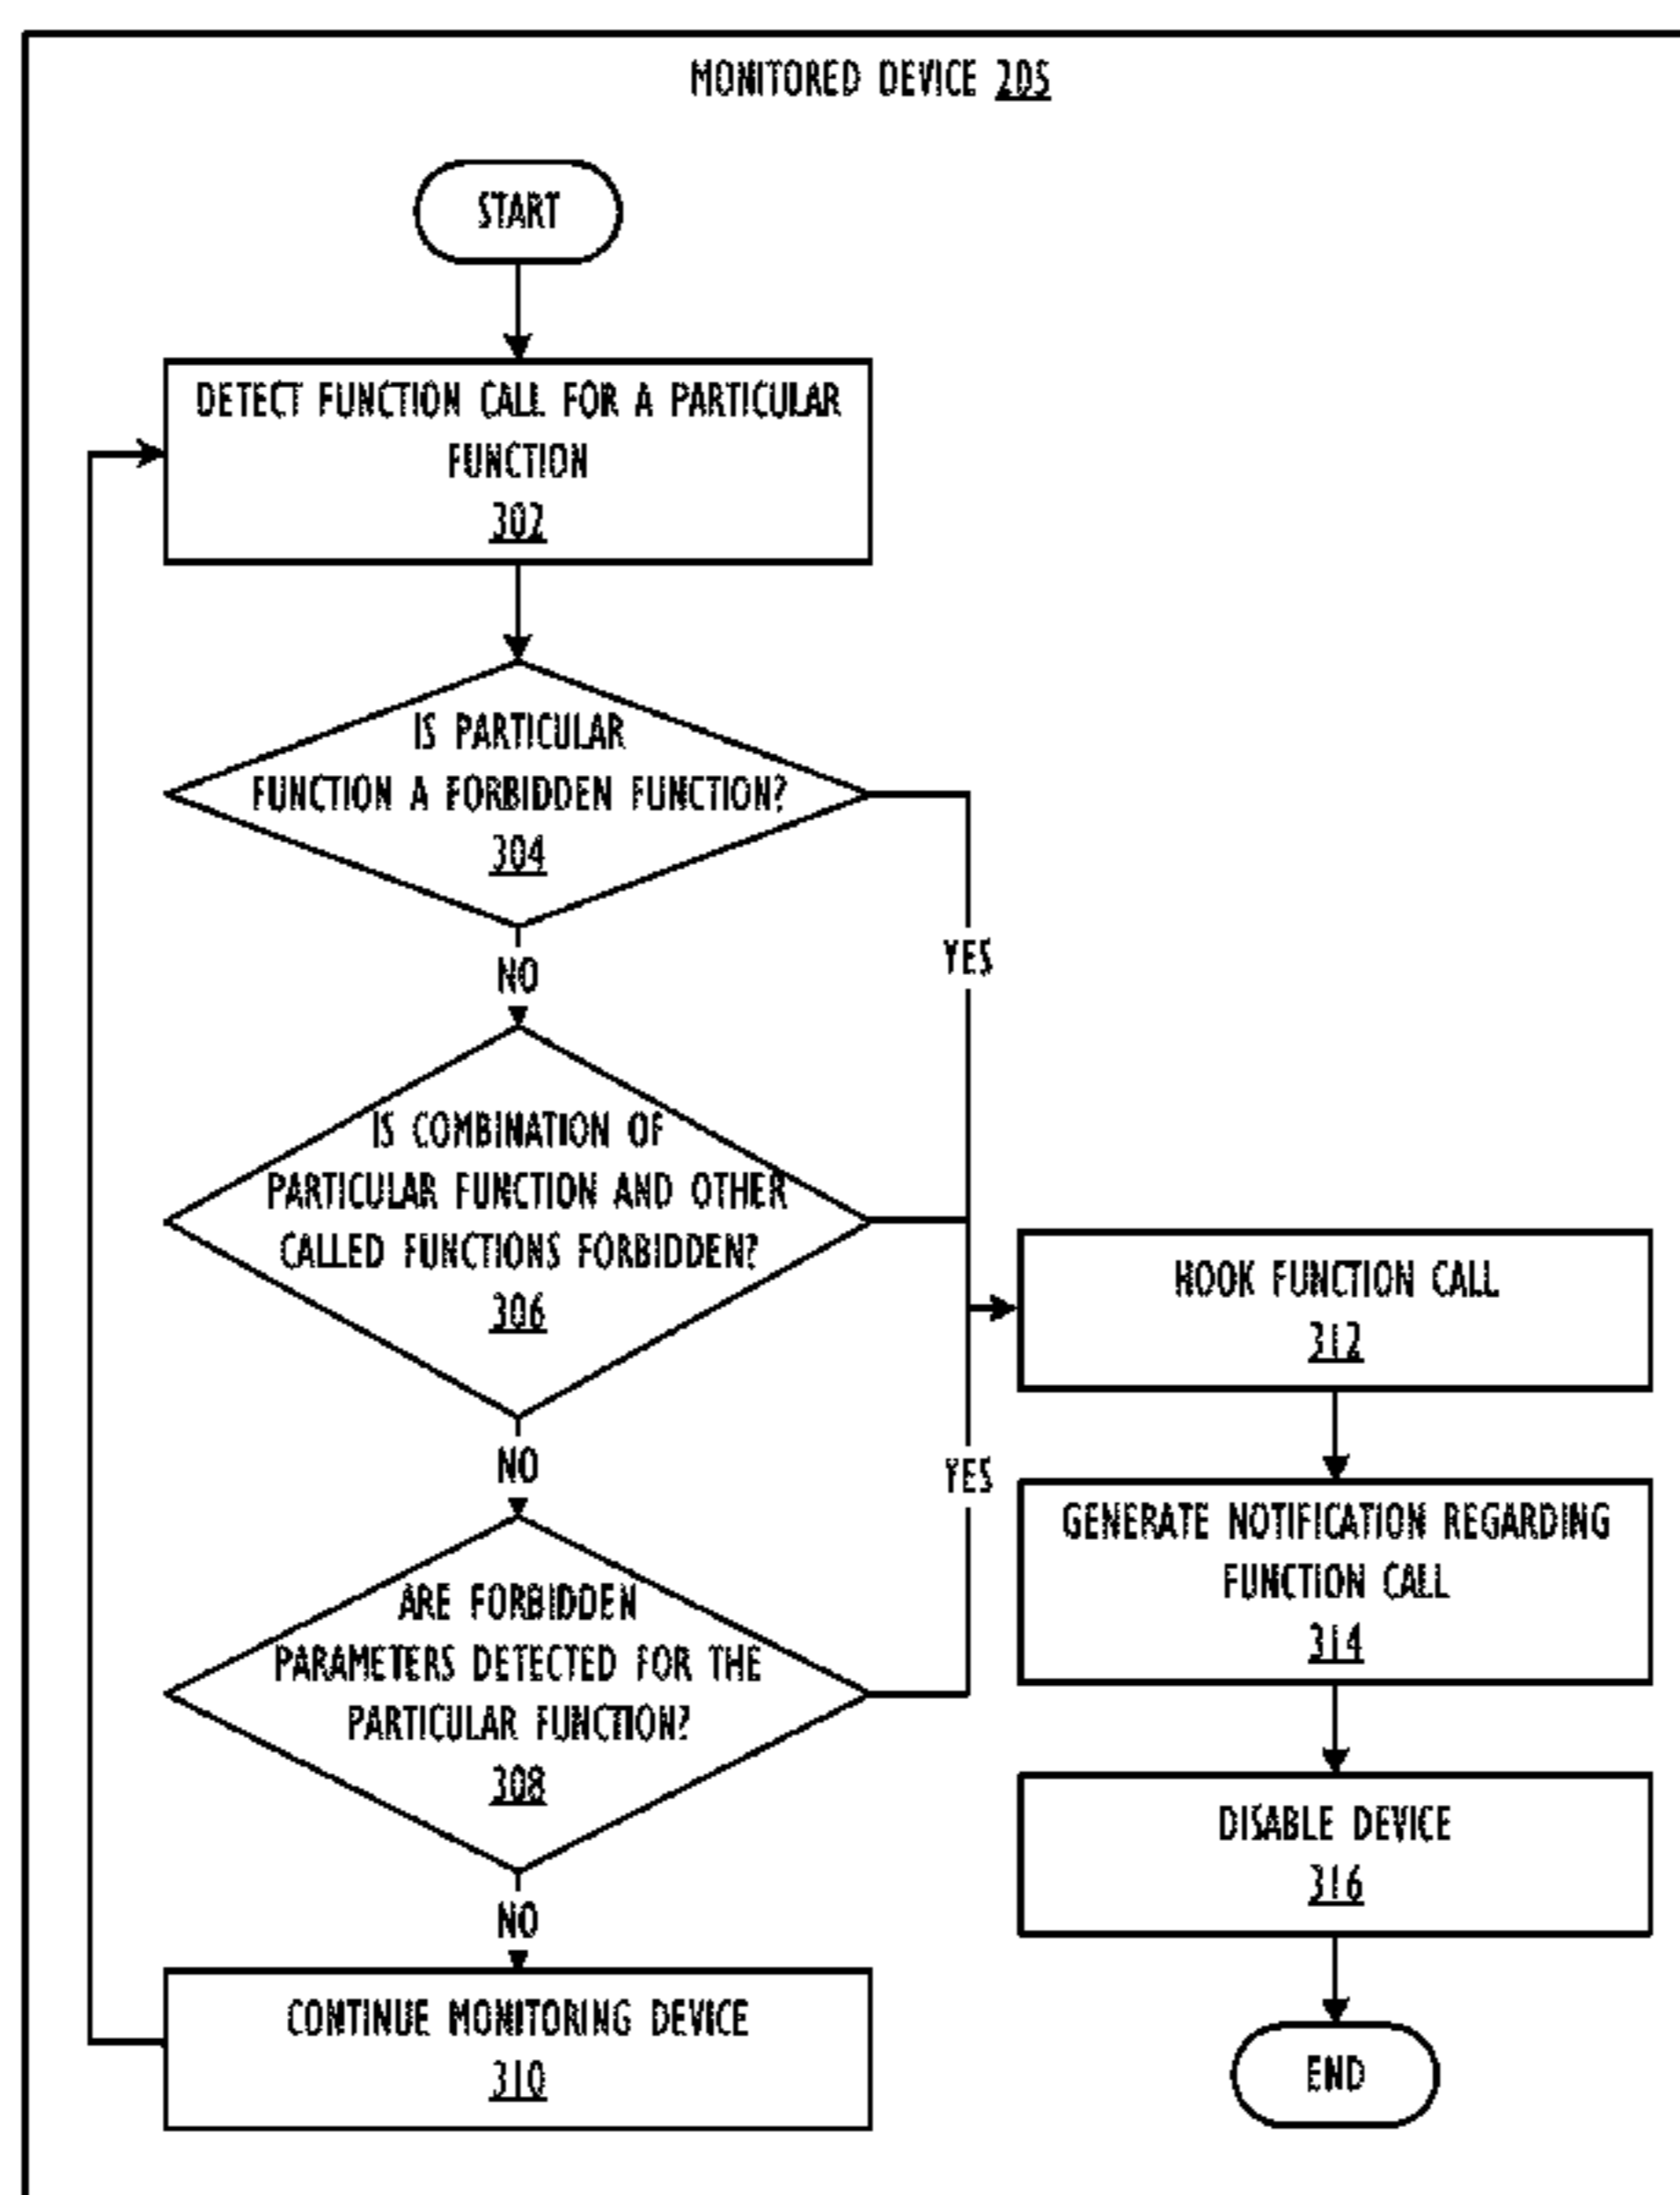 MONITORED DEVICE 205
START
DETECT FUNCTION CALL FOR A PARTICULAR
FUNCTION
302
IS PARTICULAR
FUNCTION A FORBIDDEN FUNCTION?
304
YES
NO
IS COMBINATION OF
PARTICULAR FUNCTION AND OTHER
CALLED FUNCTIONS FORBIDDEN?
306
NO
YES
ARE FORBIDDEN
PARAMETERS DETECTED FOR THE
PARTICULAR FUNCTION?
308
NO
CONTINUE MONITORING DEVICE
310
HOOK FUNCTION CALL
312
GENERATE NOTIFICATION REGARDING
FUNCTION CALL
314
DISABLE DEVICE
316
END